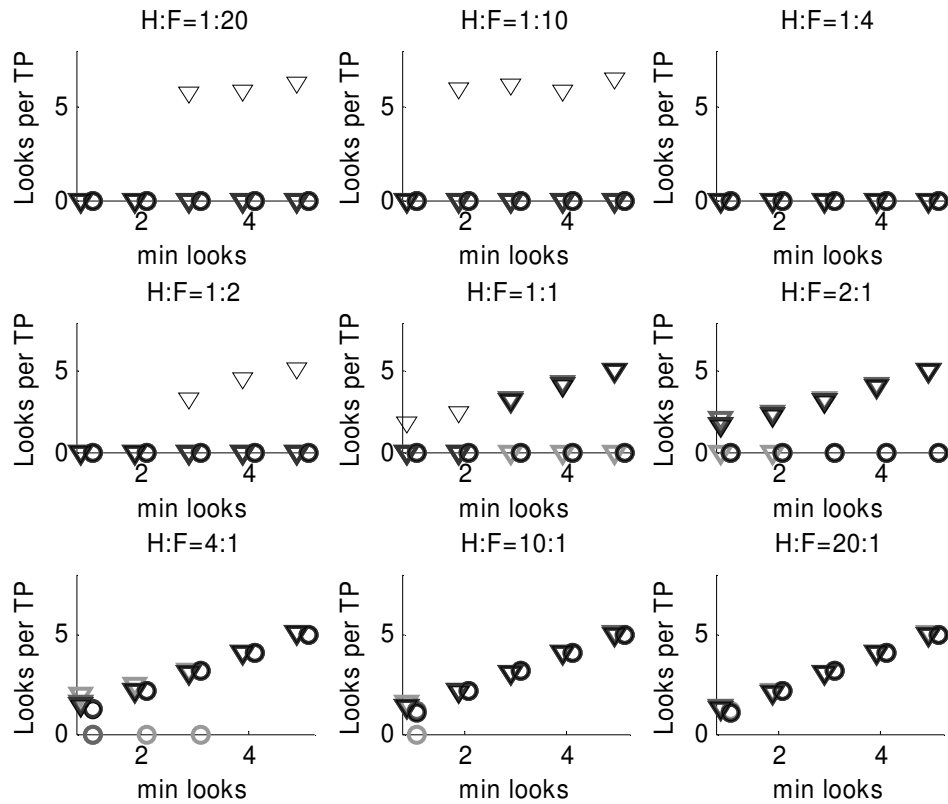 H:F=1:20
Looks per TP
5
0
2
4
min looks
H:F=1:10
Looks per TP
5
0
2
4
min looks
H:F=1:4
Looks per TP
5
0
2
4
min looks
H:F=1:2
Looks per TP
5
0
2
4
min looks
H:F=1:1
Looks per TP
5
0
2
4
min looks
H:F=2:1
Looks per TP
5
0
2
4
min looks
H:F=4:1
Looks per TP
5
0
2
4
min looks
H:F=10:1
Looks per TP
5
0
2
4
min looks
H:F=20:1
Looks per TP
5
0
2
4
min looks